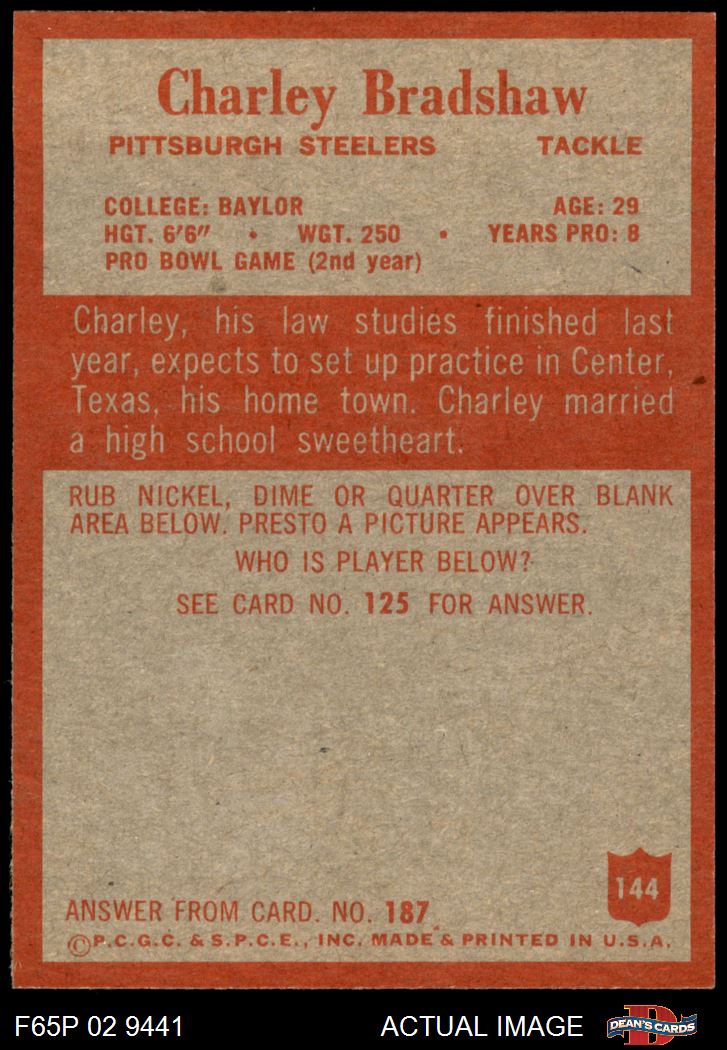 Charley Bradshaw
PITTSBURGH STEELERS TACKLE
COLLEGE: BAYLOR AGE: 29
HGT. 6'6" • WGT. 250 • YEARS PRO: 8
PRO BOWL GAME (2nd year)
Charley, his law studies finished last
year, expects to set up practice in Center,
Texas, his home town. Charley married
a high school sweetheart.
RUB NICKEL, DIME OR QUARTER OVER BLANK
AREA BELOW. PRESTO A PICTURE APPEARS.
WHO IS PLAYER BELOW?
SEE CARD NO. 125 FOR ANSWER.
144
ANSWER FROM CARD. NO. 187
©P.C.G.C. & S.P.C.E., INC. MADE & PRINTED IN U.S.A.
F65P 02 9441 ACTUAL IMAGE
D
DEAN'S CARDS